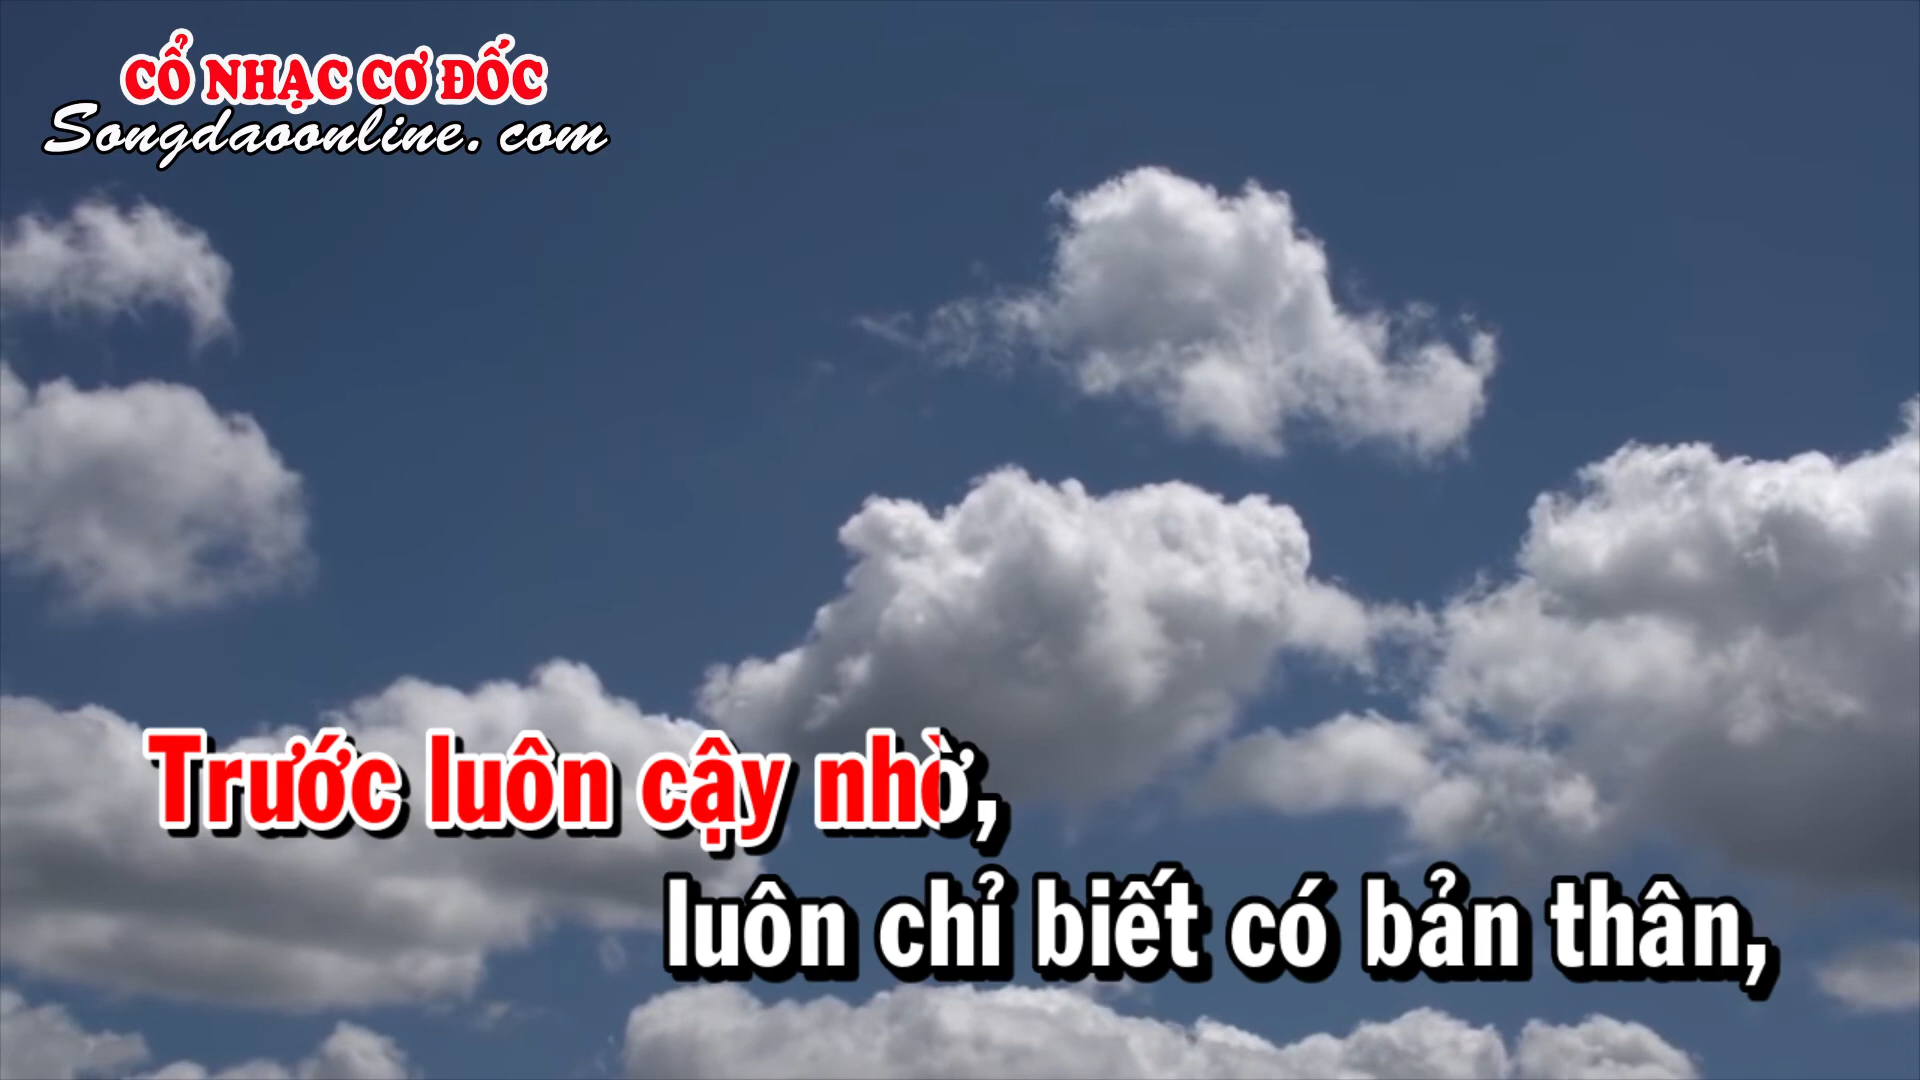 CỔ NHẠC CƠ ĐỐC
Songdaoonline.com
Trước luôn cậy nhờ,
luôn chỉ biết có bản thân,